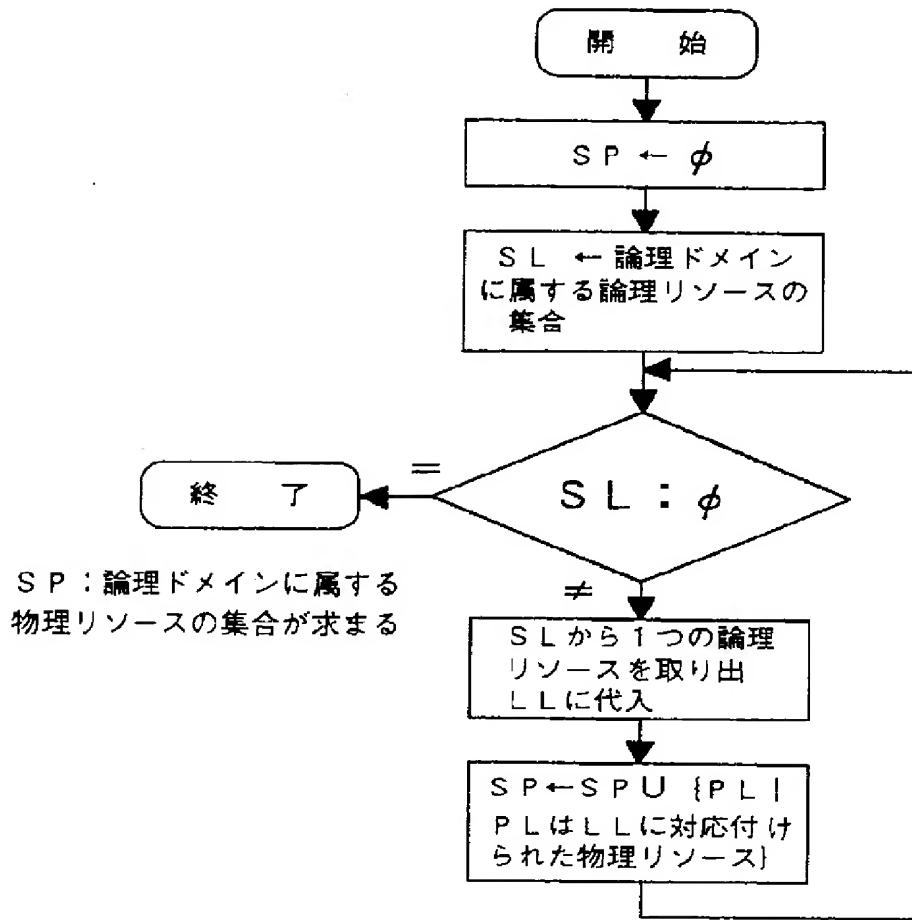 開 始
SP ← φ
SL ← 論理ドメイン
に属する論理リソースの
集合
=
SL : φ
終 了
SP：論理ドメインに属する
物理リソースの集合が求まる
≠
SLから1つの論理
リソースを取り出
LLに代入
SP←SP∪ {PL|
PLはLLに対応付け
られた物理リソース}